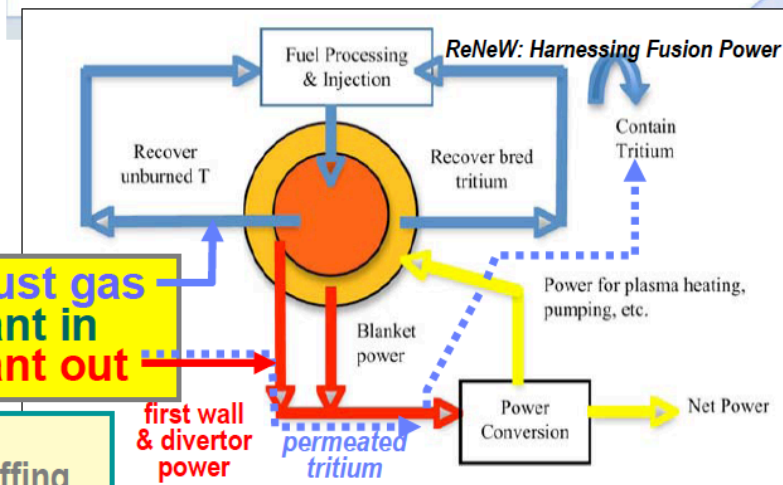 ReNeW: Harnessing Fusion Power
Fuel Processing
& Injection
Contain
Tritium
Recover
unburned T
Recover bred
tritium
ust gas
ant in
ant out
Power for plasma heating,
pumping, etc.
Blanket
power
first wall
& divertor
power
permeated
tritium
Power
Conversion
Net Power
ffing